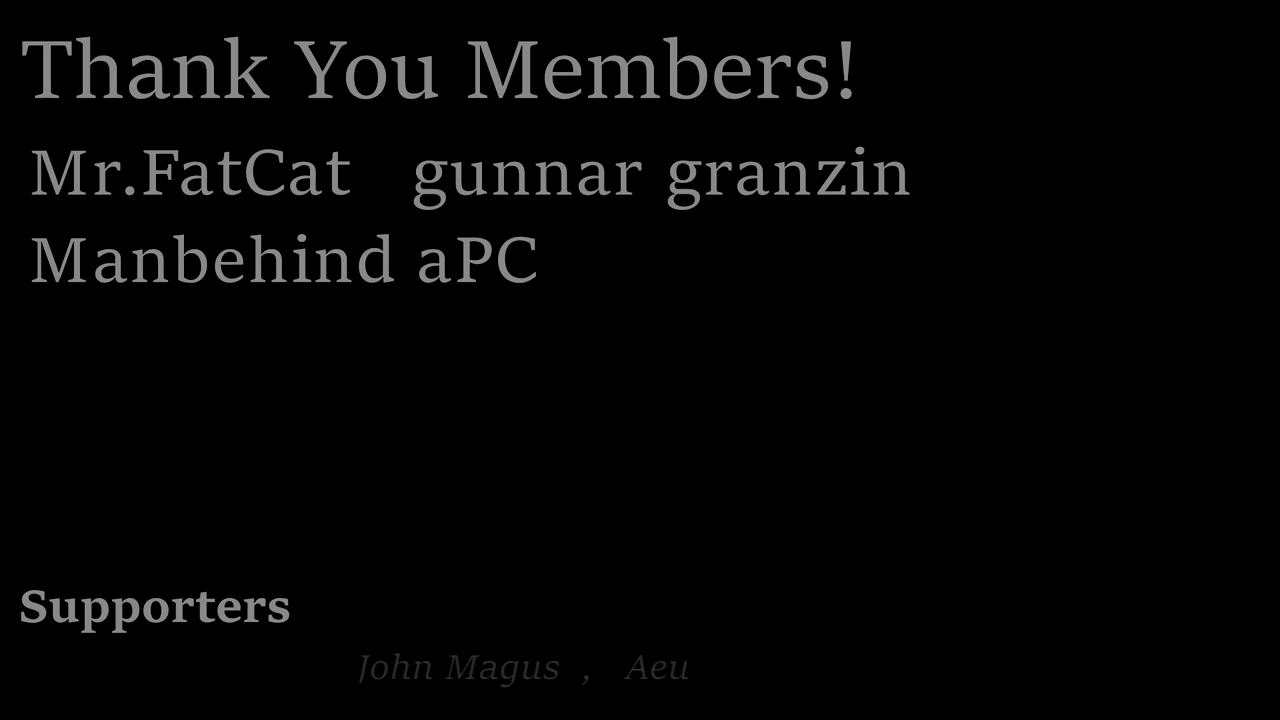 Thank You Members!
Mr.FatCat gunnar granzin
Manbehind aPC
Supporters
John Magus , Aeu